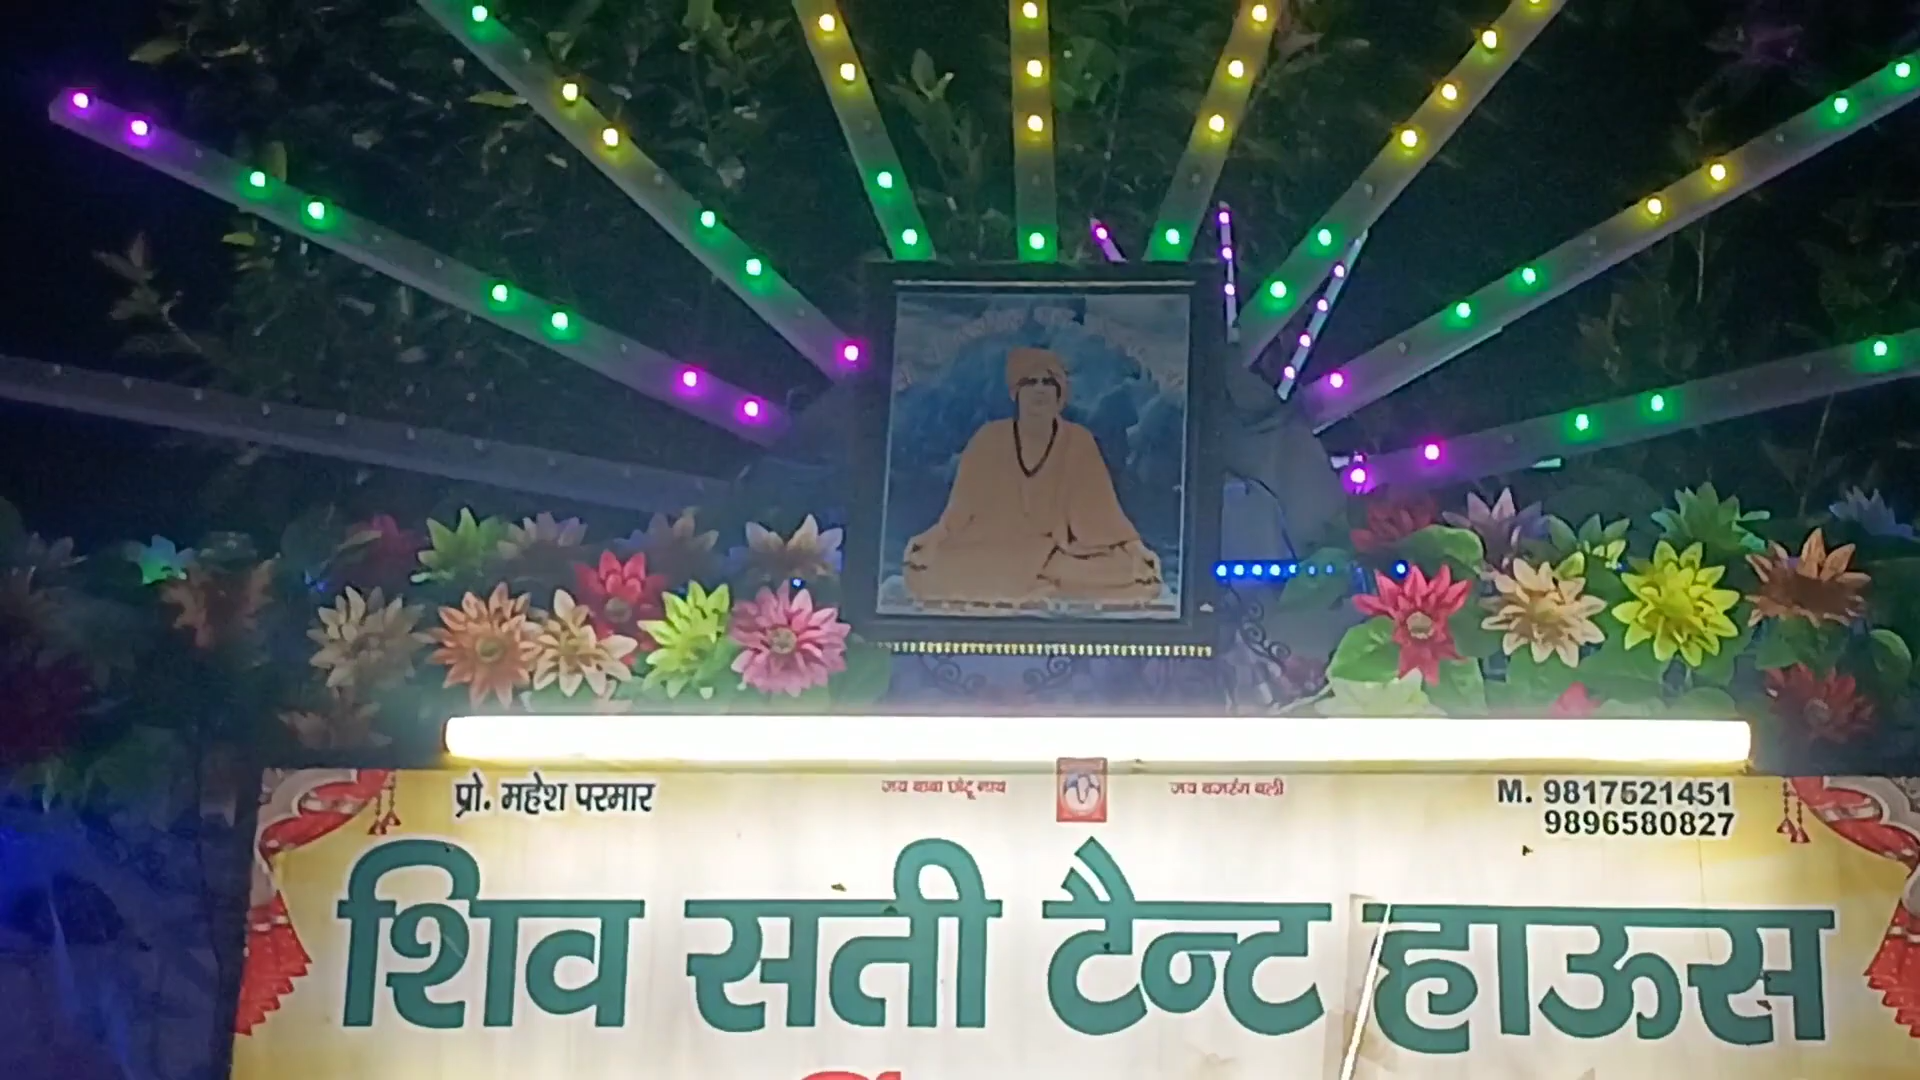 प्रो. महेश परमार
जय बाबा छोटू नाथ
जय बजरंग बली
M. 9817521451
9896580827
शिव सती टैन्ट हाऊस